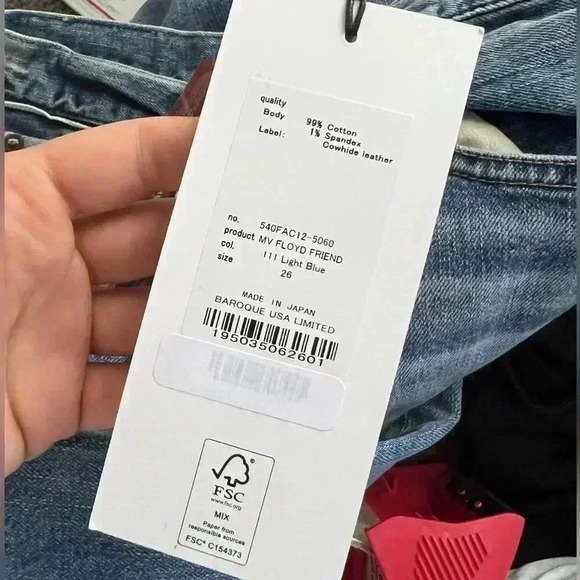 quality
Body 99% Cotton
1% Spandex
Label: Cowhide leather
no. 540FAC12-5060
product MV FLOYD FRIEND
col. 111 Light Blue
size 26
MADE IN JAPAN
BAROQUE USA LIMITED
195035062601
FSC
www.fsc.org
MIX
Paper from
responsible sources
FSC® C154373